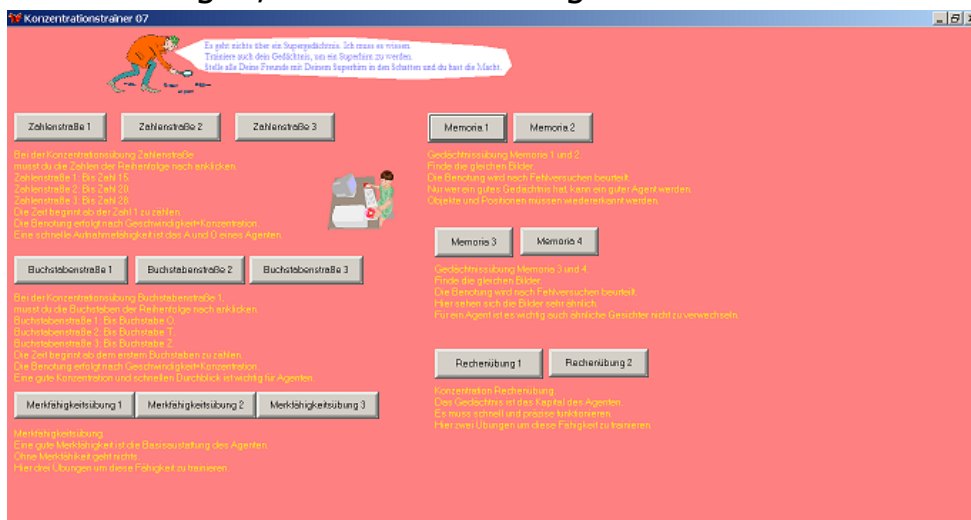 Konzentrationstrainer 07
Es geht nichts über ein Supergedächtnis. Ich muss es wissen.
Trainiere auch dein Gedächtnis, um ein Superhirn zu werden.
Stelle alle Deine Freunde mit Deinem Superhirn in den Schatten und du hast die Macht.
Zahlenstraße 1
Zahlenstraße 2
Zahlenstraße 3
Bei der Konzentrationsübung Zahlenstraße
musst du die Zahlen der Reihenfolge nach anklicken.
Zahlenstraße 1: Bis Zahl 15.
Zahlenstraße 2: Bis Zahl 20.
Zahlenstraße 3: Bis Zahl 28.
Die Zeit beginnt ab der Zahl 1 zu zählen.
Die Benotung erfolgt nach Geschwindigkeit=Konzentration.
Eine schnelle Aufnahmefähigkeit ist das A und O eines Agenten.
Buchstabenstraße 1
Buchstabenstraße 2
Buchstabenstraße 3
Bei der Konzentrationsübung Buchstabenstraße 1,
musst du die Buchstaben der Reihenfolge nach anklicken.
Buchstabenstraße 1: Bis Buchstabe O.
Buchstabenstraße 2: Bis Buchstabe T.
Buchstabenstraße 3: Bis Buchstabe Z.
Die Zeit beginnt ab dem erstem Buchstaben zu zählen.
Die Benotung erfolgt nach Geschwindigkeit=Konzentration.
Eine gute Konzentration und schnellen Durchblick ist wichtig für Agenten.
Merkfähigkeitsübung 1
Merkfähigkeitsübung 2
Merkfähigkeitsübung 3
Merkfähigkeitsübung
Eine gute Merkfähigkeit ist die Basisaustattung des Agenten.
Ohne Merkfähikeit geht nichts.
Hier drei Übungen um diese Fähigkeit zu trainieren.
Memoria 1
Memoria 2
Gedächtnissübung Memoria 1 und 2.
Finde die gleichen Bilder.
Die Benotung wird nach Fehlversuchen beurteilt.
Nur wer ein gutes Gedächtnis hat, kann ein guter Agent werden.
Objekte und Positionen müssen wiedererkannt werden.
Memoria 3
Memoria 4
Gedächtnissübung Memoria 3 und 4.
Finde die gleichen Bilder.
Die Benotung wird nach Fehlversuchen beurteilt.
Hier sehen sich die Bilder sehr ähnlich.
Für ein Agent ist es wichtig auch ähnliche Gesichter nicht zu verwechseln.
Rechenübung 1
Rechenübung 2
Konzentration Rechenübung
Das Gedächtnis ist das Kapital des Agenten.
Es muss schnell und präzise funktionieren.
Hier zwei Übungen um diese Fähigkeit zu trainieren.